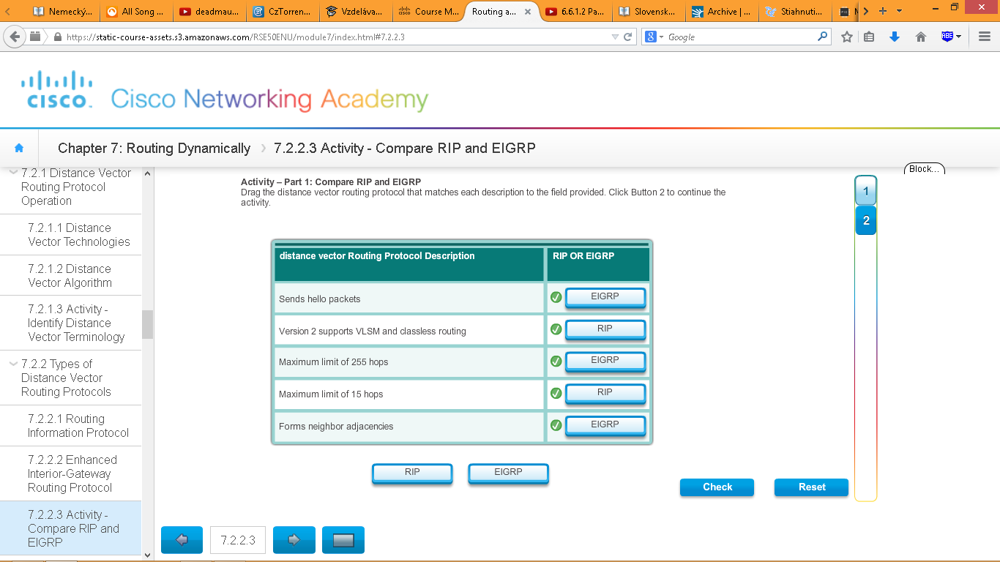 Nemecký...
All Song ...
deadmau...
CzTorren...
Vzdeláva...
Course M...
Routing a...
6.6.1.2 Pa...
Slovensk...
Archive | ...
Stiahnuti...
https://static-course-assets.s3.amazonaws.com/RSE50ENU/module7/index.html#7.2.2.3
Google
ABE
CISCO
Cisco Networking Academy
Chapter 7: Routing Dynamically
7.2.2.3 Activity - Compare RIP and EIGRP
Block...
7.2.1 Distance Vector
Routing Protocol
Operation
7.2.1.1 Distance
Vector Technologies
7.2.1.2 Distance
Vector Algorithm
7.2.1.3 Activity -
Identify Distance
Vector Terminology
7.2.2 Types of
Distance Vector
Routing Protocols
7.2.2.1 Routing
Information Protocol
7.2.2.2 Enhanced
Interior-Gateway
Routing Protocol
7.2.2.3 Activity -
Compare RIP and
EIGRP
Activity – Part 1: Compare RIP and EIGRP
Drag the distance vector routing protocol that matches each description to the field provided. Click Button 2 to continue the
activity.
1
2
distance vector Routing Protocol Description
RIP OR EIGRP
Sends hello packets
EIGRP
Version 2 supports VLSM and classless routing
RIP
Maximum limit of 255 hops
EIGRP
Maximum limit of 15 hops
RIP
Forms neighbor adjacencies
EIGRP
RIP
EIGRP
Check
Reset
7.2.2.3